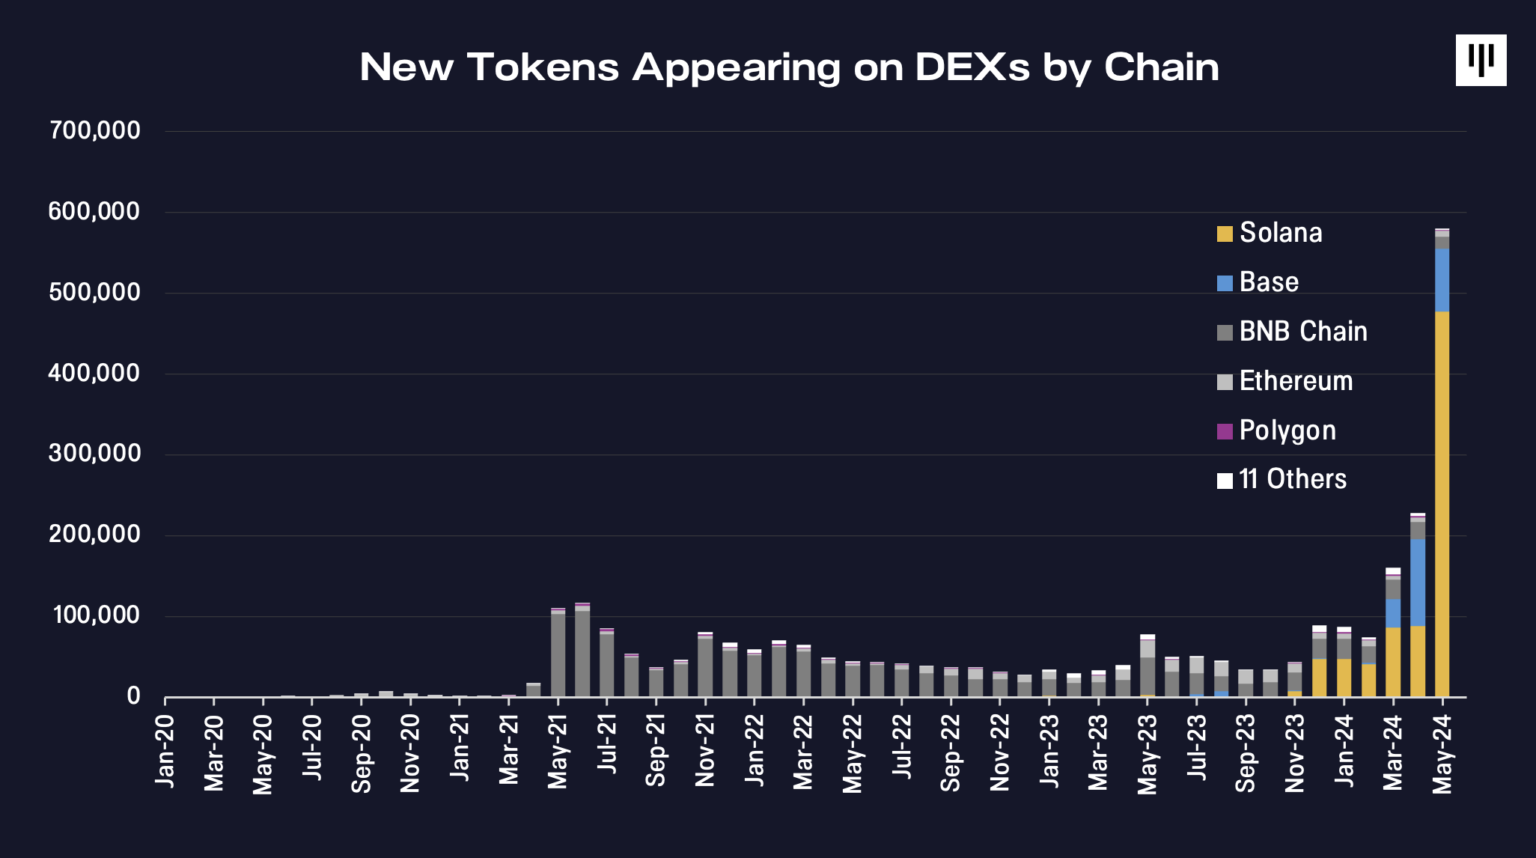 New Tokens Appearing on DEXs by Chain
700,000
600,000
500,000
400,000
300,000
200,000
100,000
0
Solana
Base
BNB Chain
Ethereum
Polygon
11 Others
Jan-20
Mar-20
May-20
Jul-20
Sep-20
Nov-20
Jan-21
Mar-21
May-21
Jul-21
Sep-21
Nov-21
Jan-22
Mar-22
May-22
Jul-22
Sep-22
Nov-22
Jan-23
Mar-23
May-23
Jul-23
Sep-23
Nov-23
Jan-24
Mar-24
May-24